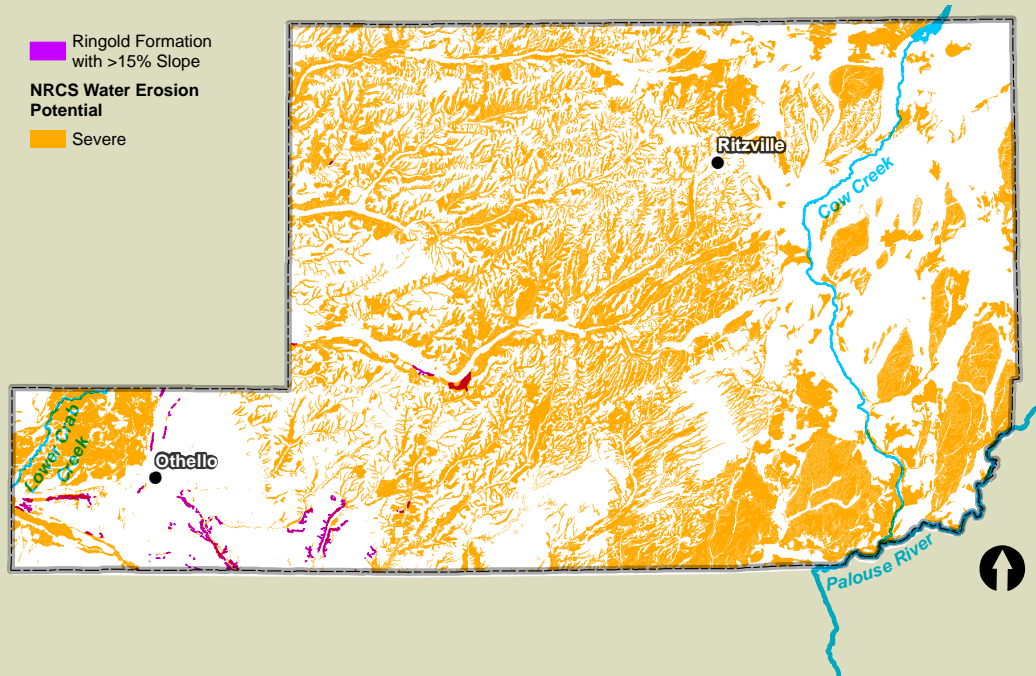 Ringold Formation
with >15% Slope
NRCS Water Erosion
Potential
Severe
Ritzville
Cow Creek
Lower Crab
Creek
Othello
Palouse River